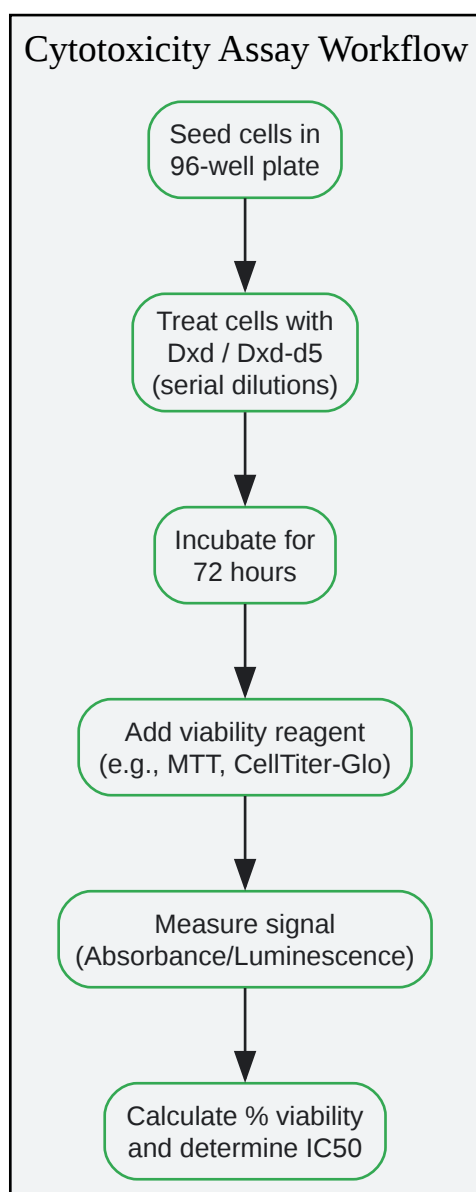 Cytotoxicity Assay Workflow
Seed cells in
96-well plate
Treat cells with
Dxd / Dxd-d5
(serial dilutions)
Incubate for
72 hours
Add viability reagent
(e.g., MTT, CellTiter-Glo)
Measure signal
(Absorbance/Luminescence)
Calculate % viability
and determine IC50